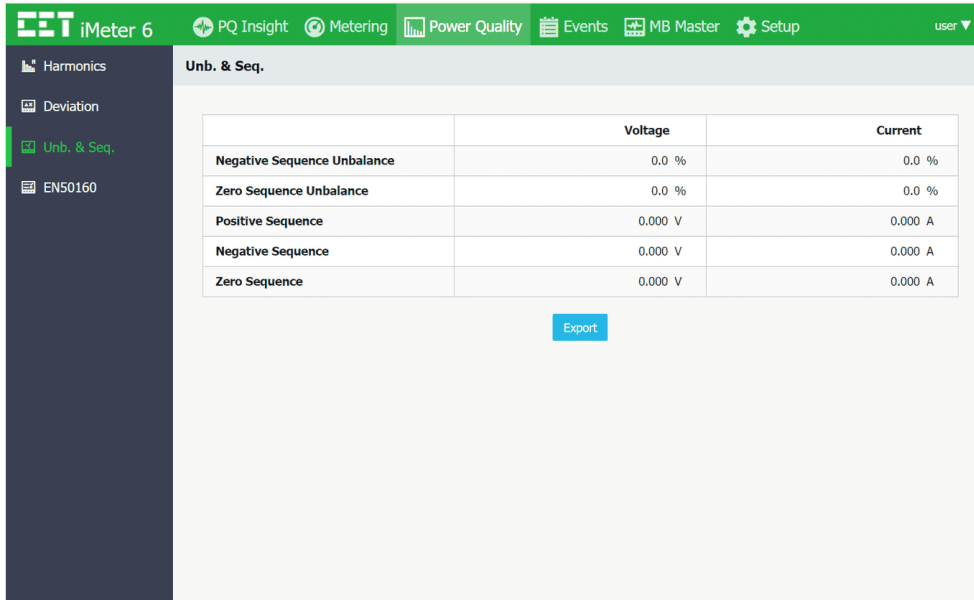 CET iMeter 6 PQ Insight Metering Power Quality Events MB Master Setup user
Harmonics
Deviation
Unb. & Seq.
EN50160
Unb. & Seq.
Voltage Current
Negative Sequence Unbalance 0.0 % 0.0 %
Zero Sequence Unbalance 0.0 % 0.0 %
Positive Sequence 0.000 V 0.000 A
Negative Sequence 0.000 V 0.000 A
Zero Sequence 0.000 V 0.000 A
Export